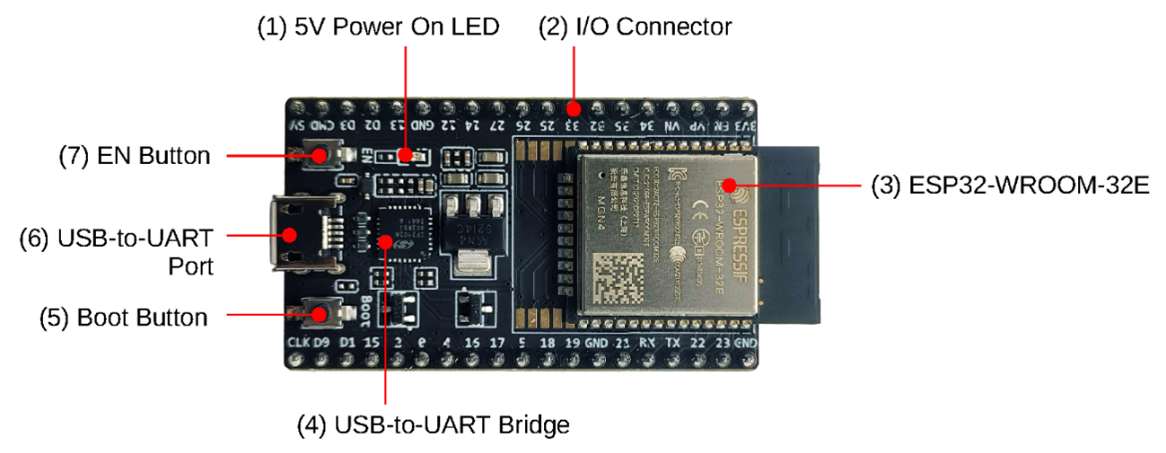 (1) 5V Power On LED
(2) I/O Connector
5V CMD D3 D2 13 GND 12 14 27 26 25 33 32 35 34 VN VP EN 3V3
(7) EN Button
EN
(3) ESP32-WROOM-32E
ESPRESSIF
ESP32-WROOM-32E
CE
MGN4
(6) USB-to-UART
Port
(5) Boot Button
BOOT
CLK D9 D1 15 2 0 4 16 17 5 18 19 GND 21 RX TX 22 23 GND
(4) USB-to-UART Bridge